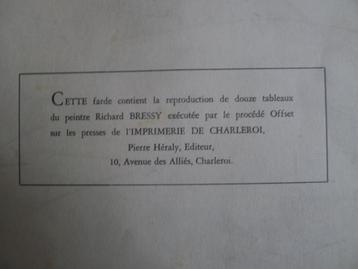 CETTE farde contient la reproduction de douze tableaux
du peintre Richard BRESSY exécutée par le procédé Offset
sur les presses de l'IMPRIMERIE DE CHARLEROI,
Pierre Héraly, Editeur,
10, Avenue des Alliés, Charleroi.